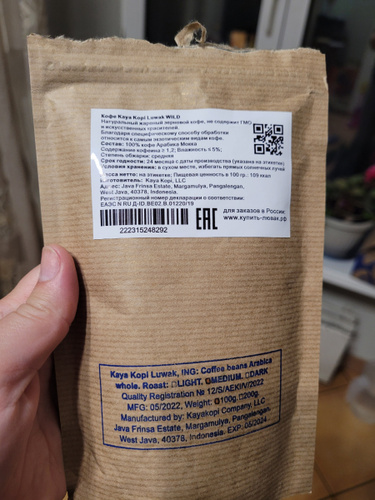 Кофе Kaya Kopi Luwak WILD
Натуральный жареный зерновой кофе, не содержит ГМО
и искусственных красителей.
Благодаря специфическому способу обработки
относится к самым экзотическим видам кофе.
Состав: 100% кофе Арабика Мокка
Содержание кофеина ≥ 1,2; Влажность ≤ 5%;
Степень обжарки: средняя
Срок годности: 24 месяца с даты производства (указана на этикетке)
Условия хранения: в сухом месте, избегать прямых солнечных лучей
Масса нетто: на этикетке; Пищевая ценность в 100 гр.: 109 ккал
Изготовитель: Kaya Kopi, LLC
Адрес: Java Frinsa Estate, Margamulya, Pangalengan,
West Java, 40378, Indonesia.
Регистрационный номер декларации о соответствии:
ЕАЭС N RU Д-ID.BE02.B.01220/19
222315248292
EAC
для заказов в России
www.купить-лювак.рф
Kaya Kopi Luwak, ING: Coffee beans Arabica
whole. Roast: □LIGHT. □MEDIUM. □DARK
Quality Registration № 12/S/AEKI/V/2022
MFG: 05/2022, Weight: □100g.□200g.
Manufactured by: Kayakopi Company, LLC
Java Frinsa Estate, Margamulya, Pangalengan,
West Java, 40378, Indonesia. EXP. 05/2024